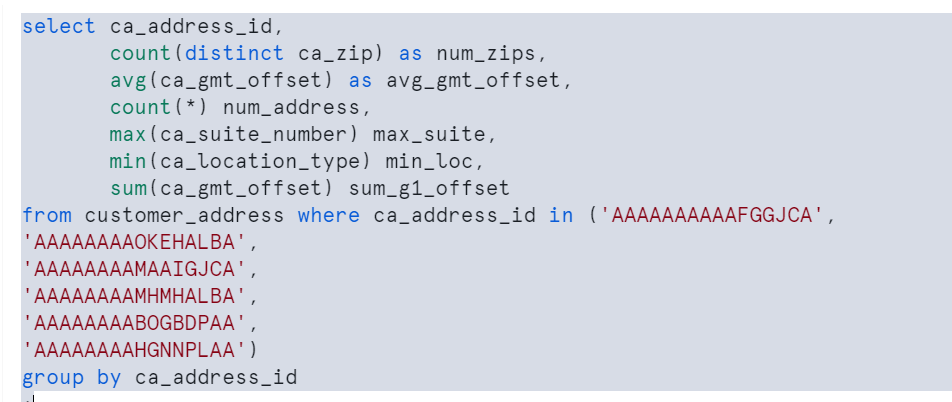 select ca_address_id,
count(distinct ca_zip) as num_zips,
avg(ca_gmt_offset) as avg_gmt_offset,
count(*) num_address,
max(ca_suite_number) max_suite,
min(ca_location_type) min_loc,
sum(ca_gmt_offset) sum_g1_offset
from customer_address where ca_address_id in ('AAAAAAAAAAFGGJCA',
'AAAAAAAAOKEHALBA',
'AAAAAAAAMAAIGJCA',
'AAAAAAAAMHMHALBA',
'AAAAAAAABOGBDPAA',
'AAAAAAAAHGNNPLAA')
group by ca_address_id